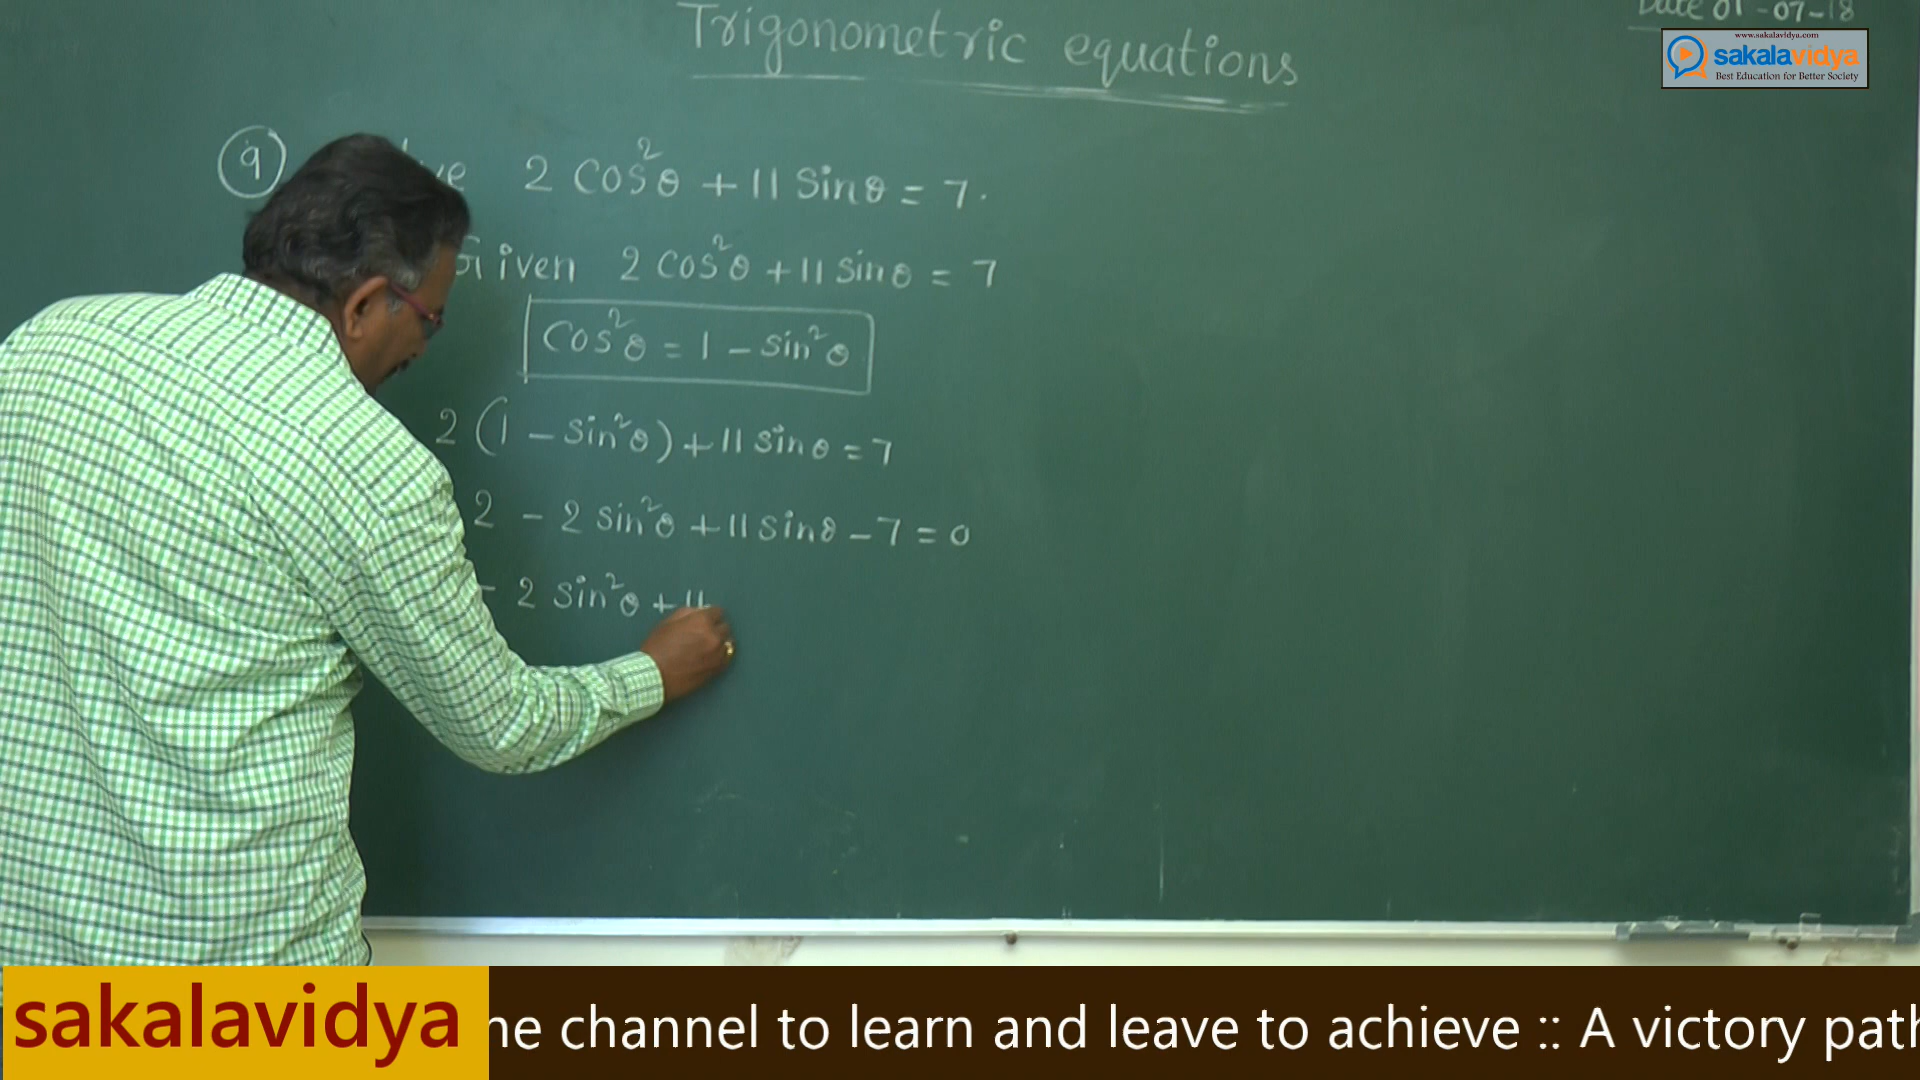 Trigonometric equations
Date 01-07-18
www.sakalavidya.com
sakalavidya
Best Education for Better Society
9 2 cos²θ + 11 sinθ = 7.
Given 2 cos²θ + 11 sinθ = 7
cos²θ = 1 - sin²θ
2 (1 - sin²θ) + 11 sinθ = 7
2 - 2 sin²θ + 11 sinθ - 7 = 0
- 2 sin²θ + 11
sakalavidya
he channel to learn and leave to achieve :: A victory path